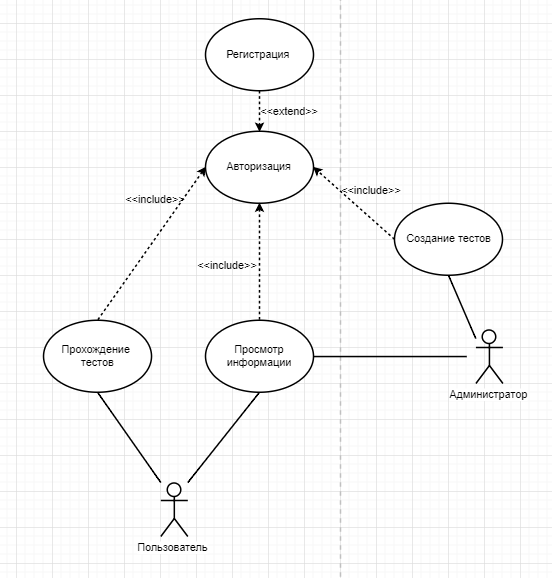 Регистрация
<<extend>>
Авторизация
<<include>>
<<include>>
Создание тестов
<<include>>
Прохождение
тестов
Просмотр
информации
Администратор
Пользователь